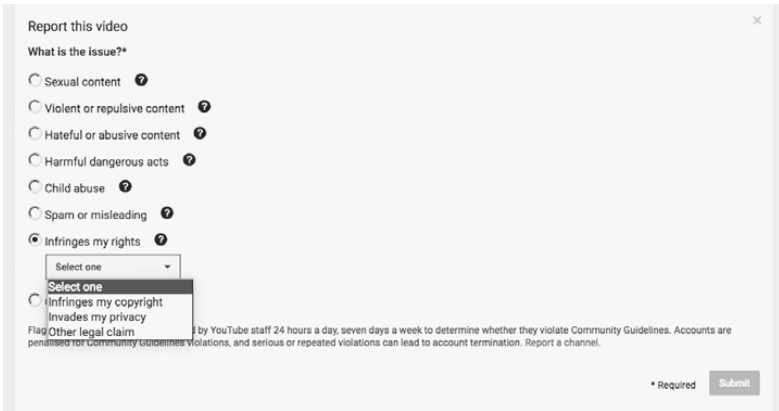 Report this video
×
What is the issue?*
Sexual content ?
Violent or repulsive content ?
Hateful or abusive content ?
Harmful dangerous acts ?
Child abuse ?
Spam or misleading ?
Infringes my rights ?
Select one
Select one
Infringes my copyright
Invades my privacy
Other legal claim
Flag by YouTube staff 24 hours a day, seven days a week to determine whether they violate Community Guidelines. Accounts are
penalised for Community Guidelines violations, and serious or repeated violations can lead to account termination. Report a channel.
* Required Submit